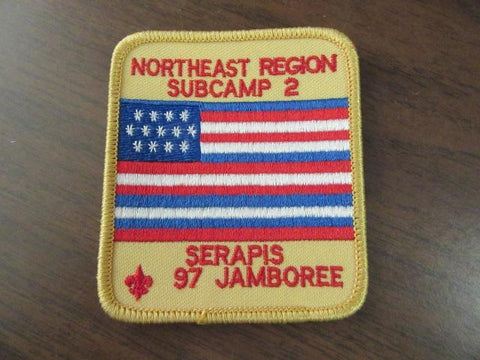 NORTHEAST REGION
SUBCAMP 2
SERAPIS
97 JAMBOREE